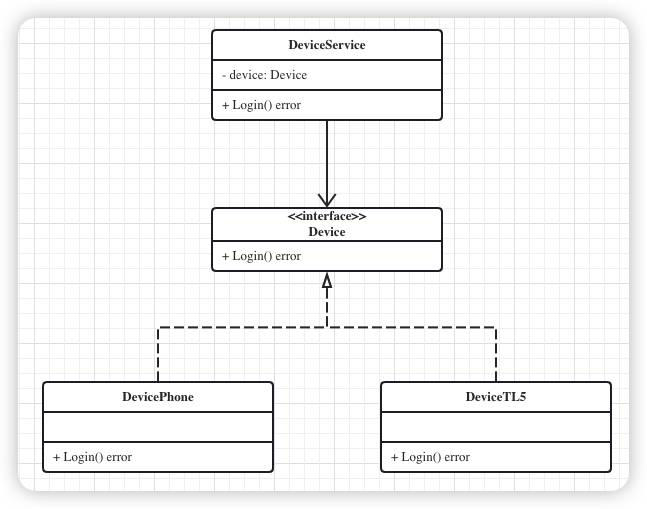 DeviceService
- device: Device
+ Login() error
<<interface>>
Device
+ Login() error
DevicePhone
DeviceTL5
+ Login() error
+ Login() error